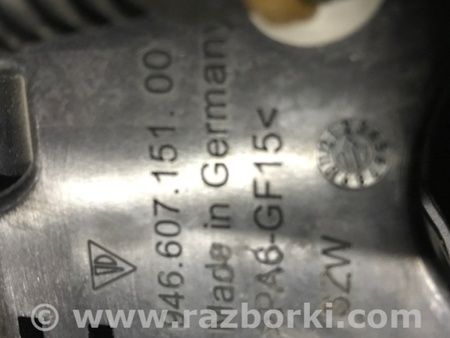 946.607.151.00
Made in Germany
PA6-GF15<
© www.razborki.com